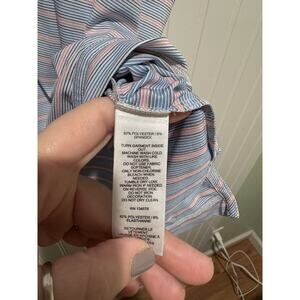 92% POLYESTER / 8%
SPANDEX
TURN GARMENT INSIDE
OUT.
MACHINE WASH COLD
WASH WITH LIKE
COLORS.
DO NOT USE FABRIC
SOFTENER.
ONLY NON-CHLORINE
BLEACH WHEN
NEEDED.
TUMBLE DRY LOW.
WARM IRON IF NEEDED
ON REVERSE SIDE.
DO NOT IRON
DECORATION
DO NOT DRY CLEAN.
92% POLYESTER / 8%
ELASTHANNE
RETOURNER LE
VÊTEMENT